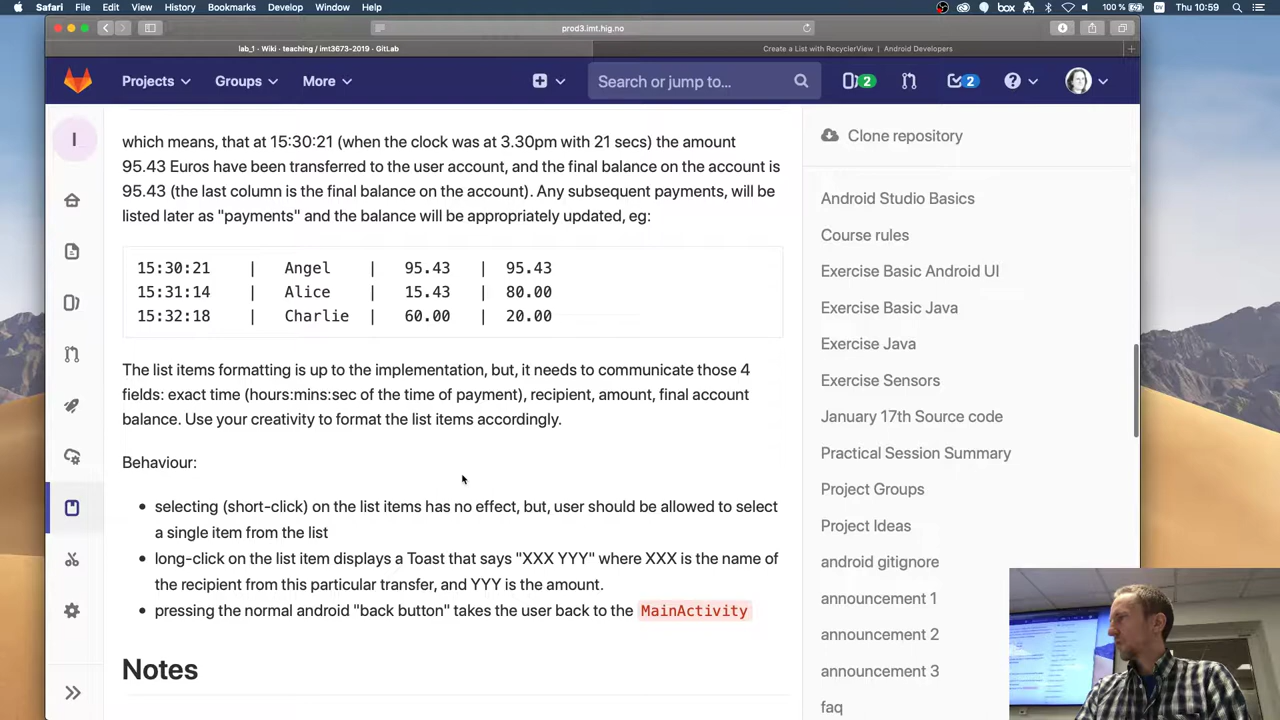 Safari File Edit View History Bookmarks Develop Window Help
box 100 % Thu 10:59
prod3.imt.hig.no
lab_1 · Wiki · teaching / imt3673-2019 · GitLab
Create a List with RecyclerView | Android Developers
Projects Groups More Search or jump to... 2 2
I
which means, that at 15:30:21 (when the clock was at 3.30pm with 21 secs) the amount
95.43 Euros have been transferred to the user account, and the final balance on the account is
95.43 (the last column is the final balance on the account). Any subsequent payments, will be
listed later as "payments" and the balance will be appropriately updated, eg:
15:30:21 | Angel | 95.43 | 95.43
15:31:14 | Alice | 15.43 | 80.00
15:32:18 | Charlie | 60.00 | 20.00
The list items formatting is up to the implementation, but, it needs to communicate those 4
fields: exact time (hours:mins:sec of the time of payment), recipient, amount, final account
balance. Use your creativity to format the list items accordingly.
Behaviour:
• selecting (short-click) on the list items has no effect, but, user should be allowed to select
a single item from the list
• long-click on the list item displays a Toast that says "XXX YYY" where XXX is the name of
the recipient from this particular transfer, and YYY is the amount.
• pressing the normal android "back button" takes the user back to the MainActivity
Notes
Clone repository
Android Studio Basics
Course rules
Exercise Basic Android UI
Exercise Basic Java
Exercise Java
Exercise Sensors
January 17th Source code
Practical Session Summary
Project Groups
Project Ideas
android gitignore
announcement 1
announcement 2
announcement 3
faq